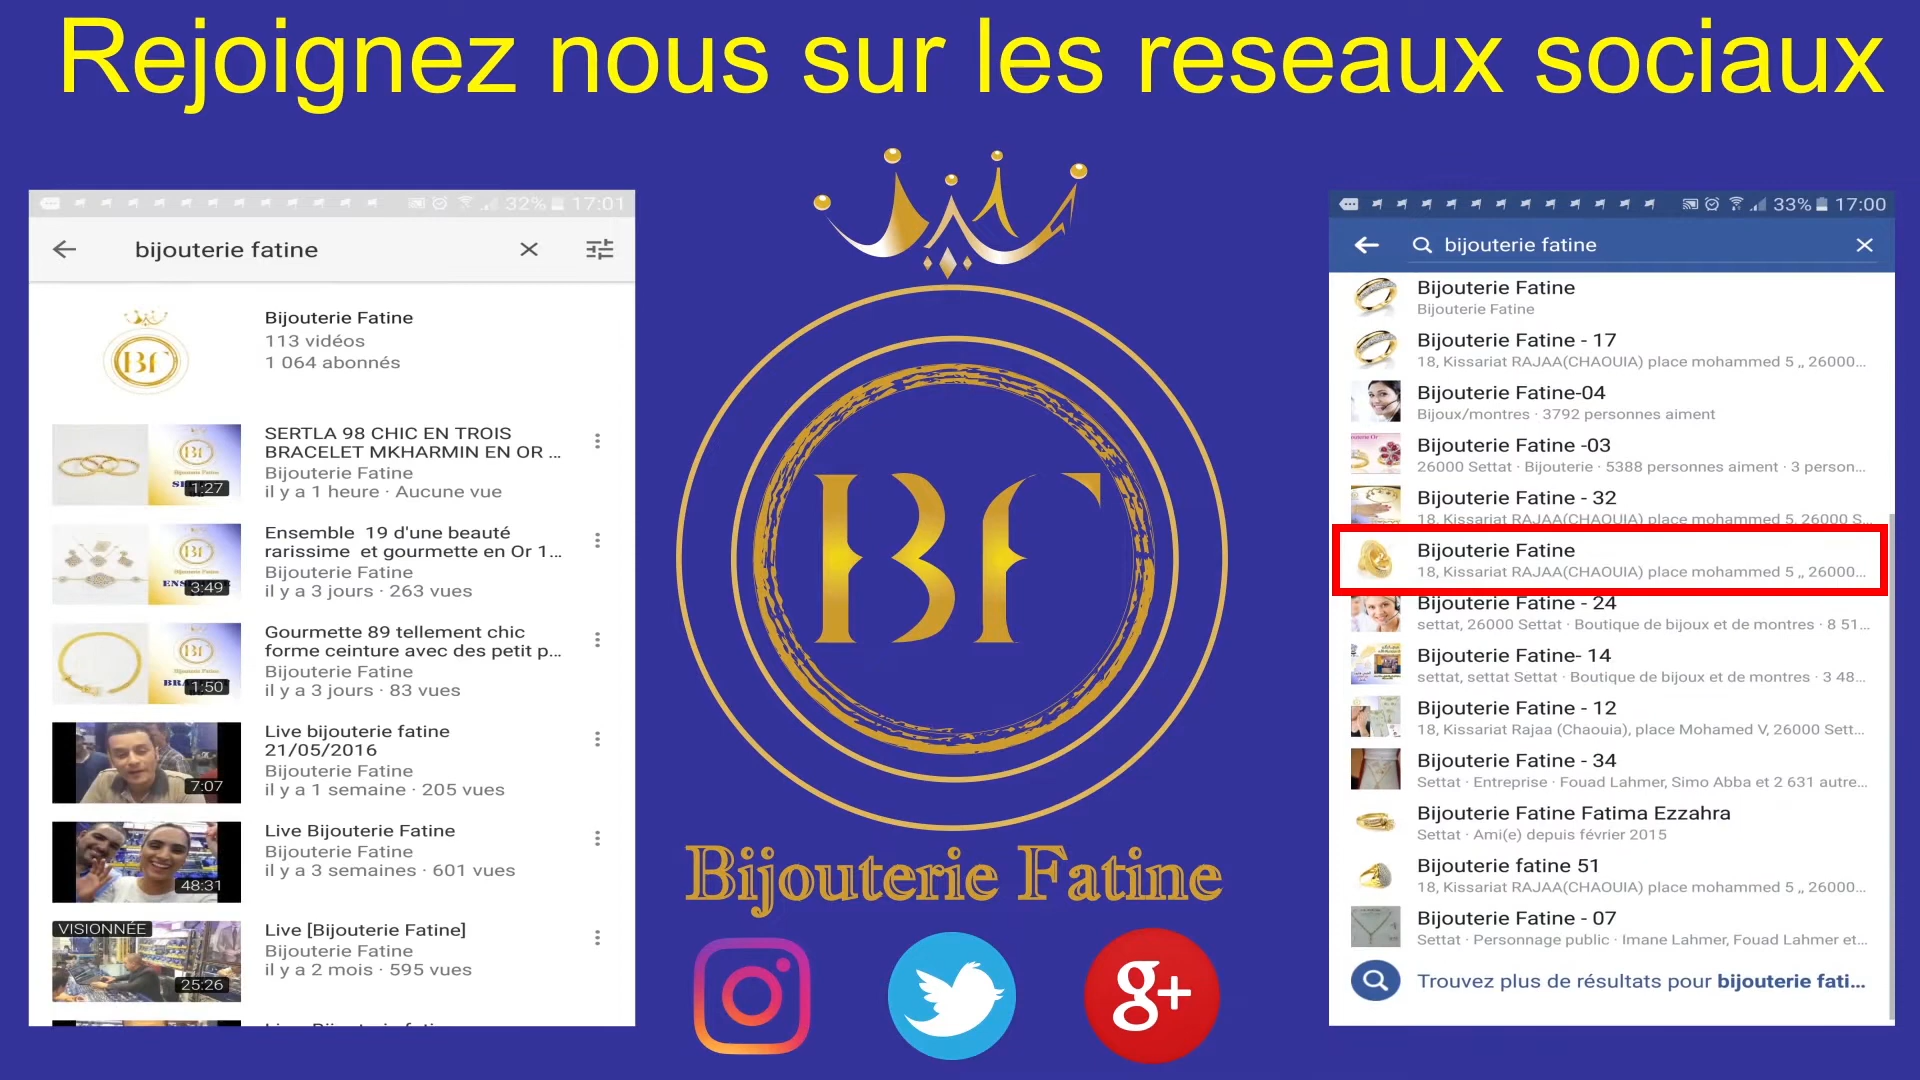 Rejoignez nous sur les reseaux sociaux
32% 17:01
bijouterie fatine
Bijouterie Fatine
113 vidéos
1 064 abonnés
1:27
SERTLA 98 CHIC EN TROIS
BRACELET MKHARMIN EN OR ...
Bijouterie Fatine
il y a 1 heure · Aucune vue
3:49
Ensemble 19 d'une beauté
rarissime et gourmette en Or 1...
Bijouterie Fatine
il y a 3 jours · 263 vues
1:50
Gourmette 89 tellement chic
forme ceinture avec des petit p...
Bijouterie Fatine
il y a 3 jours · 83 vues
7:07
Live bijouterie fatine
21/05/2016
Bijouterie Fatine
il y a 1 semaine · 205 vues
48:31
Live Bijouterie Fatine
Bijouterie Fatine
il y a 3 semaines · 601 vues
VISIONNÉE
25:26
Live [Bijouterie Fatine]
Bijouterie Fatine
il y a 2 mois · 595 vues
BF
Bijouterie Fatine
g+
33% 17:00
bijouterie fatine
Bijouterie Fatine
Bijouterie Fatine
Bijouterie Fatine - 17
18, Kissariat RAJAA(CHAOUIA) place mohammed 5 ,, 26000...
Bijouterie Fatine-04
Bijoux/montres · 3792 personnes aiment
Bijouterie Fatine -03
26000 Settat · Bijouterie · 5388 personnes aiment · 3 person...
Bijouterie Fatine - 32
18, Kissariat RAJAA(CHAOUIA) place mohammed 5, 26000 S...
Bijouterie Fatine
18, Kissariat RAJAA(CHAOUIA) place mohammed 5 ,, 26000...
Bijouterie Fatine - 24
settat, 26000 Settat · Boutique de bijoux et de montres · 8 51...
Bijouterie Fatine- 14
settat, settat Settat · Boutique de bijoux et de montres · 3 48...
Bijouterie Fatine - 12
18, Kissariat Rajaa (Chaouia), place Mohamed V, 26000 Sett...
Bijouterie Fatine - 34
Settat · Entreprise · Fouad Lahmer, Simo Abba et 2 631 autre...
Bijouterie Fatine Fatima Ezzahra
Settat · Ami(e) depuis février 2015
Bijouterie fatine 51
18, Kissariat RAJAA(CHAOUIA) place mohammed 5 ,, 26000...
Bijouterie Fatine - 07
Settat · Personnage public · Imane Lahmer, Fouad Lahmer et...
Trouvez plus de résultats pour bijouterie fati...